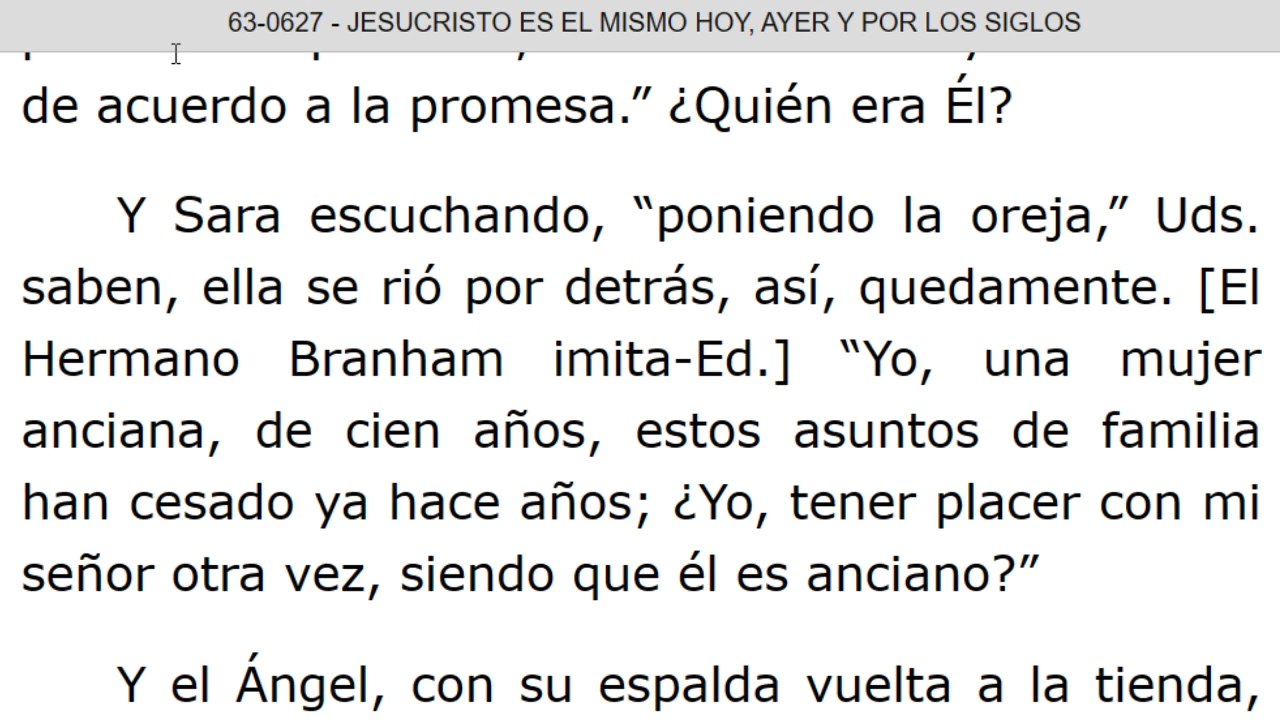 63-0627 - JESUCRISTO ES EL MISMO HOY, AYER Y POR LOS SIGLOS
de acuerdo a la promesa.” ¿Quién era Él?
Y Sara escuchando, “poniendo la oreja,” Uds.
saben, ella se rió por detrás, así, quedamente. [El
Hermano Branham imita-Ed.] “Yo, una mujer
anciana, de cien años, estos asuntos de familia
han cesado ya hace años; ¿Yo, tener placer con mi
señor otra vez, siendo que él es anciano?”
Y el Ángel, con su espalda vuelta a la tienda,